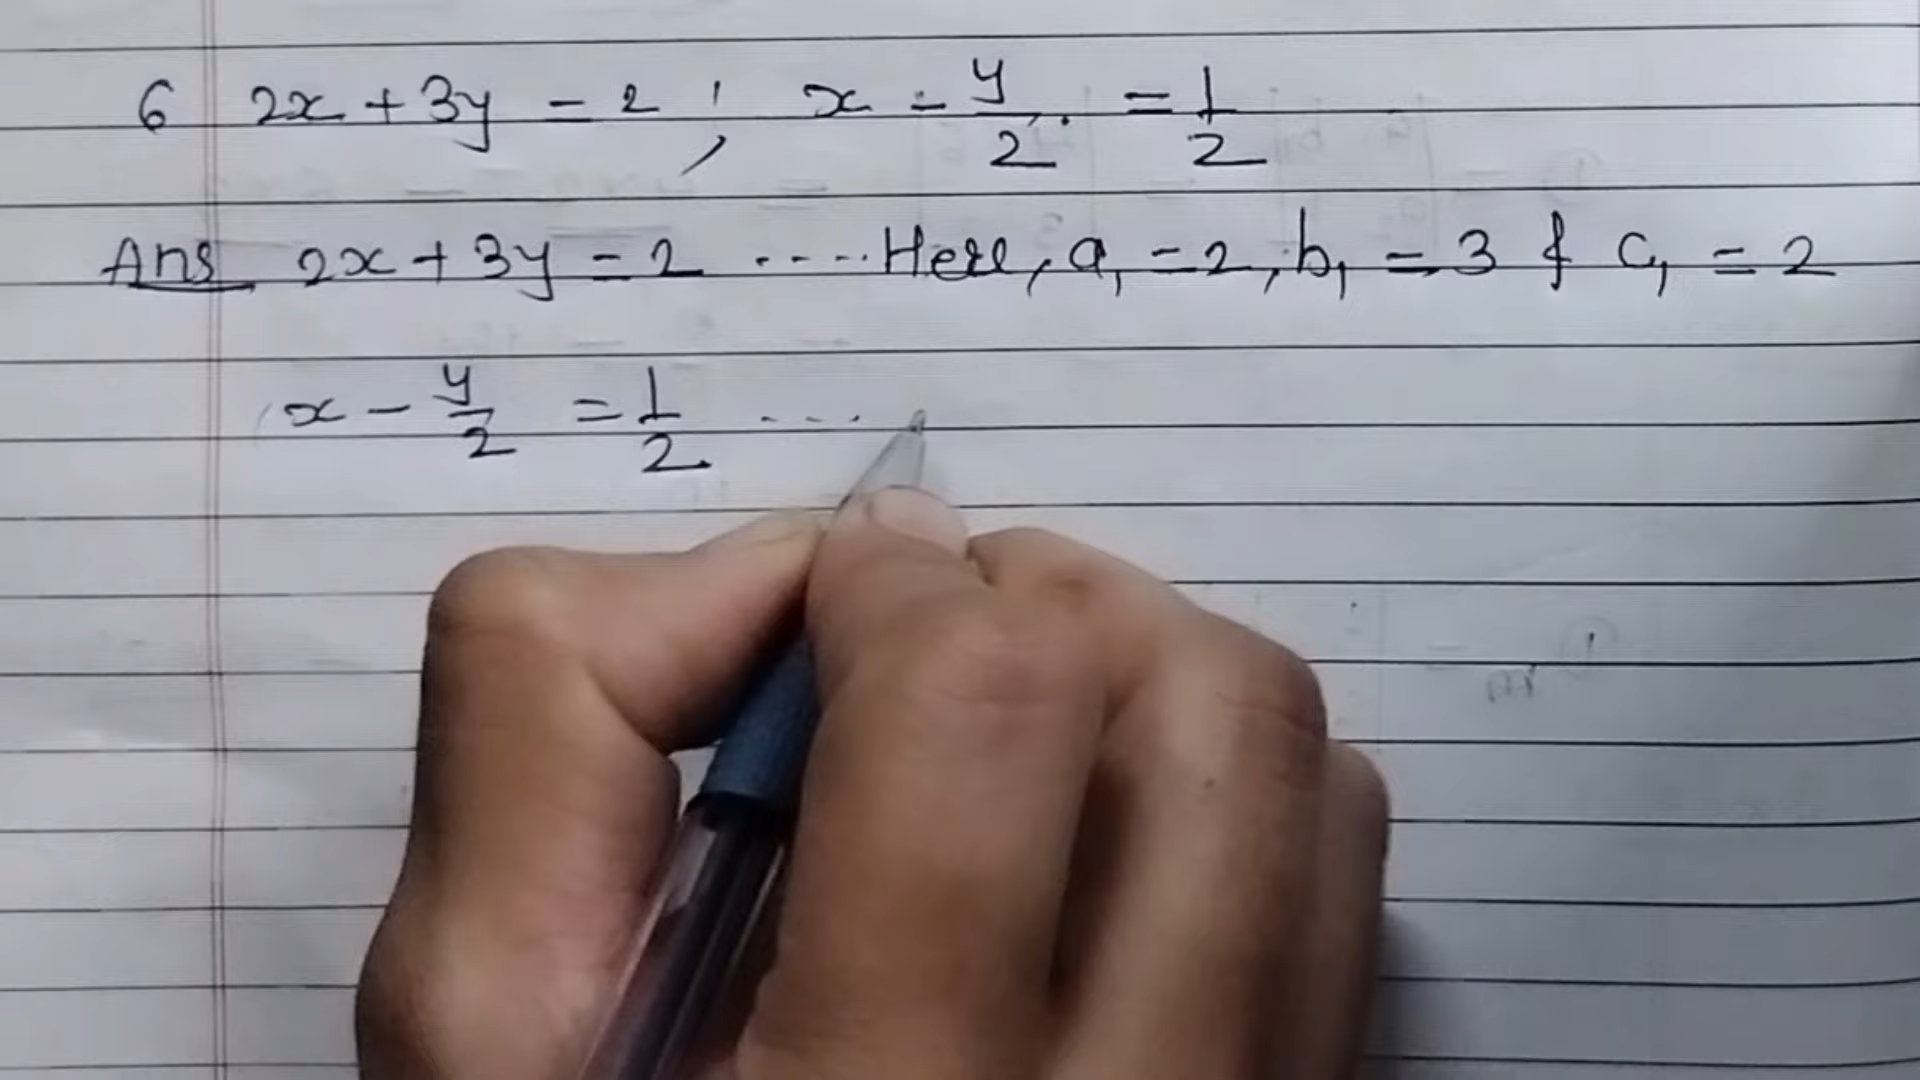 6 2x + 3y = 2 ; x - y/2 = 1/2
Ans 2x + 3y = 2 .... Here, a₁ = 2, b₁ = 3 & c₁ = 2
x - y/2 = 1/2 ....